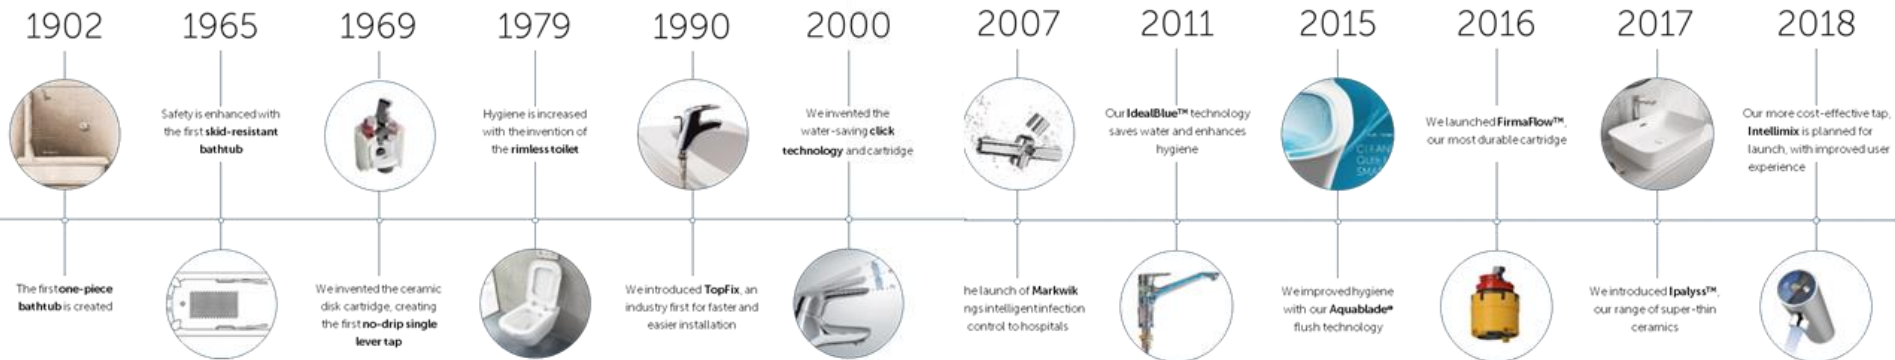 1902
1965
1969
1979
1990
2000
2007
2011
2015
2016
2017
2018
The first one-piece
bathtub is created
Safety is enhanced with
the first skid-resistant
bathtub
We invented the ceramic
disk cartridge, creating
the first no-drip single
lever tap
Hygiene is increased
with the invention of
the rimless toilet
We introduced TopFix, an
industry first for faster and
easier installation
We invented the
water-saving click
technology and cartridge
he launch of Markwik
ngs intelligent infection
control to hospitals
Our IdealBlue™ technology
saves water and enhances
hygiene
We improved hygiene
with our Aquablade®
flush technology
We launched FirmaFlow™,
our most durable cartridge
We introduced Ipalyss™,
our range of super-thin
ceramics
Our more cost-effective tap,
Intellimix is planned for
launch, with improved user
experience